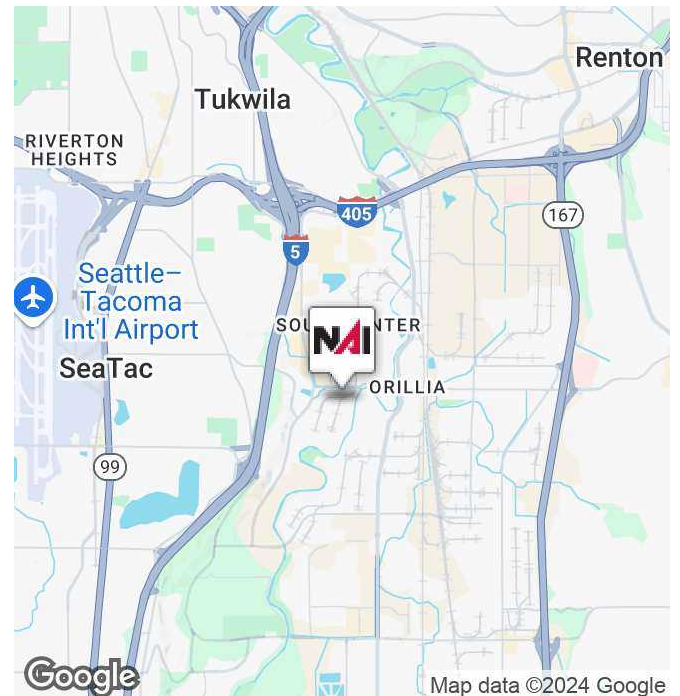 Renton
Tukwila
RIVERTON
HEIGHTS
405
167
5
Seattle–
Tacoma
Int'l Airport
NAI
SeaTac
ORILLIA
99
Google
Map data ©2024 Google